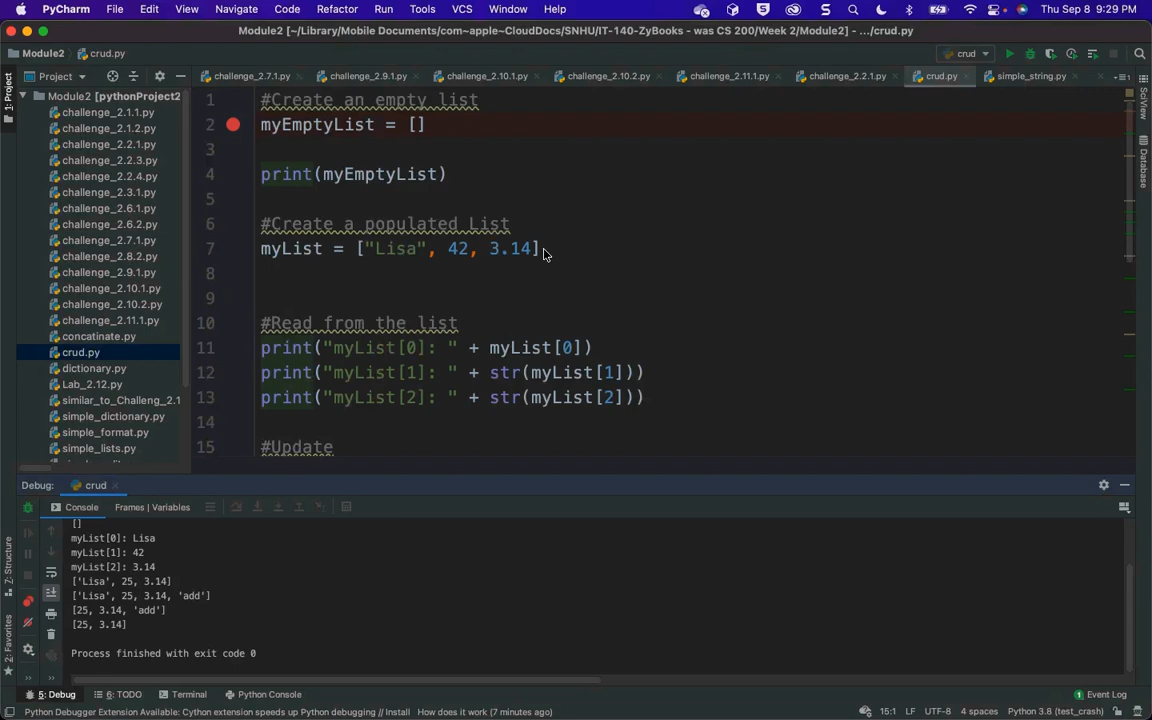 PyCharm File Edit View Navigate Code Refactor Run Tools VCS Window Help Thu Sep 8 9:29 PM
Module2 [~/Library/Mobile Documents/com~apple~CloudDocs/SNHU/IT-140-ZyBooks - was CS 200/Week 2/Module2] - .../crud.py
Module2 crud.py crud
1: Project
Project
challenge_2.7.1.py challenge_2.9.1.py challenge_2.10.1.py challenge_2.10.2.py challenge_2.11.1.py challenge_2.2.1.py crud.py simple_string.py
Module2 [pythonProject2
challenge_2.1.1.py
challenge_2.1.2.py
challenge_2.2.1.py
challenge_2.2.3.py
challenge_2.2.4.py
challenge_2.3.1.py
challenge_2.6.1.py
challenge_2.6.2.py
challenge_2.7.1.py
challenge_2.8.2.py
challenge_2.9.1.py
challenge_2.10.1.py
challenge_2.10.2.py
challenge_2.11.1.py
concatinate.py
crud.py
dictionary.py
Lab_2.12.py
similar_to_Challeng_2.1
simple_dictionary.py
simple_format.py
simple_lists.py
1 #Create an empty list
2 myEmptyList = []
3
4 print(myEmptyList)
5
6 #Create a populated List
7 myList = ["Lisa", 42, 3.14]
8
9
10 #Read from the list
11 print("myList[0]: " + myList[0])
12 print("myList[1]: " + str(myList[1]))
13 print("myList[2]: " + str(myList[2]))
14
15 #Update
SciView
Database
Debug: crud
Console Frames | Variables
[]
myList[0]: Lisa
myList[1]: 42
myList[2]: 3.14
['Lisa', 25, 3.14]
['Lisa', 25, 3.14, 'add']
[25, 3.14, 'add']
[25, 3.14]
Process finished with exit code 0
7: Structure
2: Favorites
5: Debug 6: TODO Terminal Python Console 1 Event Log
Python Debugger Extension Available: Cython extension speeds up Python debugging // Install How does it work (7 minutes ago) 15:1 LF UTF-8 4 spaces Python 3.8 (test_crash)